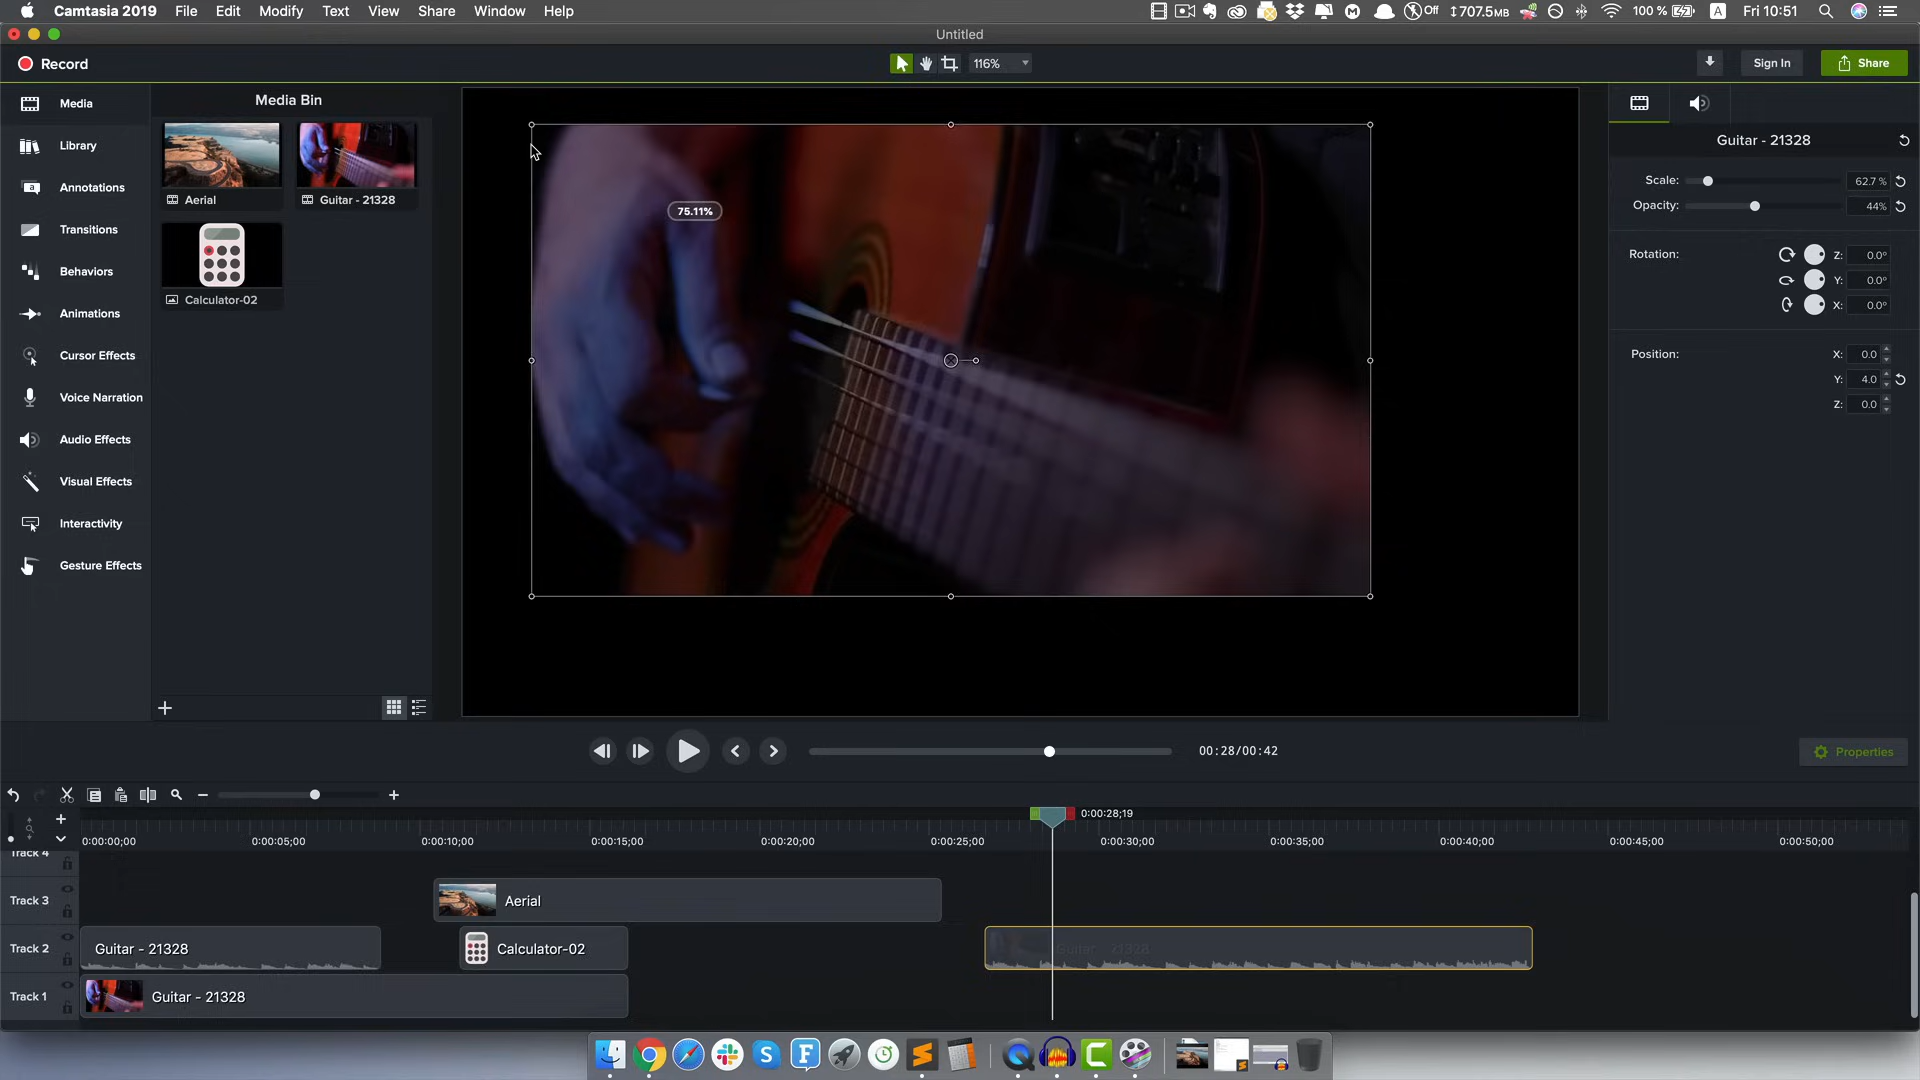 Camtasia 2019 File Edit Modify Text View Share Window Help
Off 707.5MB 100 % A Fri 10:51
Untitled
Record
116%
Sign In
Share
Media
Library
Annotations
Transitions
Behaviors
Animations
Cursor Effects
Voice Narration
Audio Effects
Visual Effects
Interactivity
Gesture Effects
Media Bin
Aerial
Guitar - 21328
Calculator-02
75.11%
Guitar - 21328
Scale: 62.7 %
Opacity: 44%
Rotation: Z: 0.0°
Y: 0.0°
X: 0.0°
Position: X: 0.0
Y: 4.0
Z: 0.0
00:28/00:42
Properties
0:00:28;19
0:00:00;00 0:00:05;00 0:00:10;00 0:00:15;00 0:00:20;00 0:00:25;00 0:00:30;00 0:00:35;00 0:00:40;00 0:00:45;00 0:00:50;00
Track 4
Track 3 Aerial
Track 2 Guitar - 21328 Calculator-02 Guitar - 21328
Track 1 Guitar - 21328